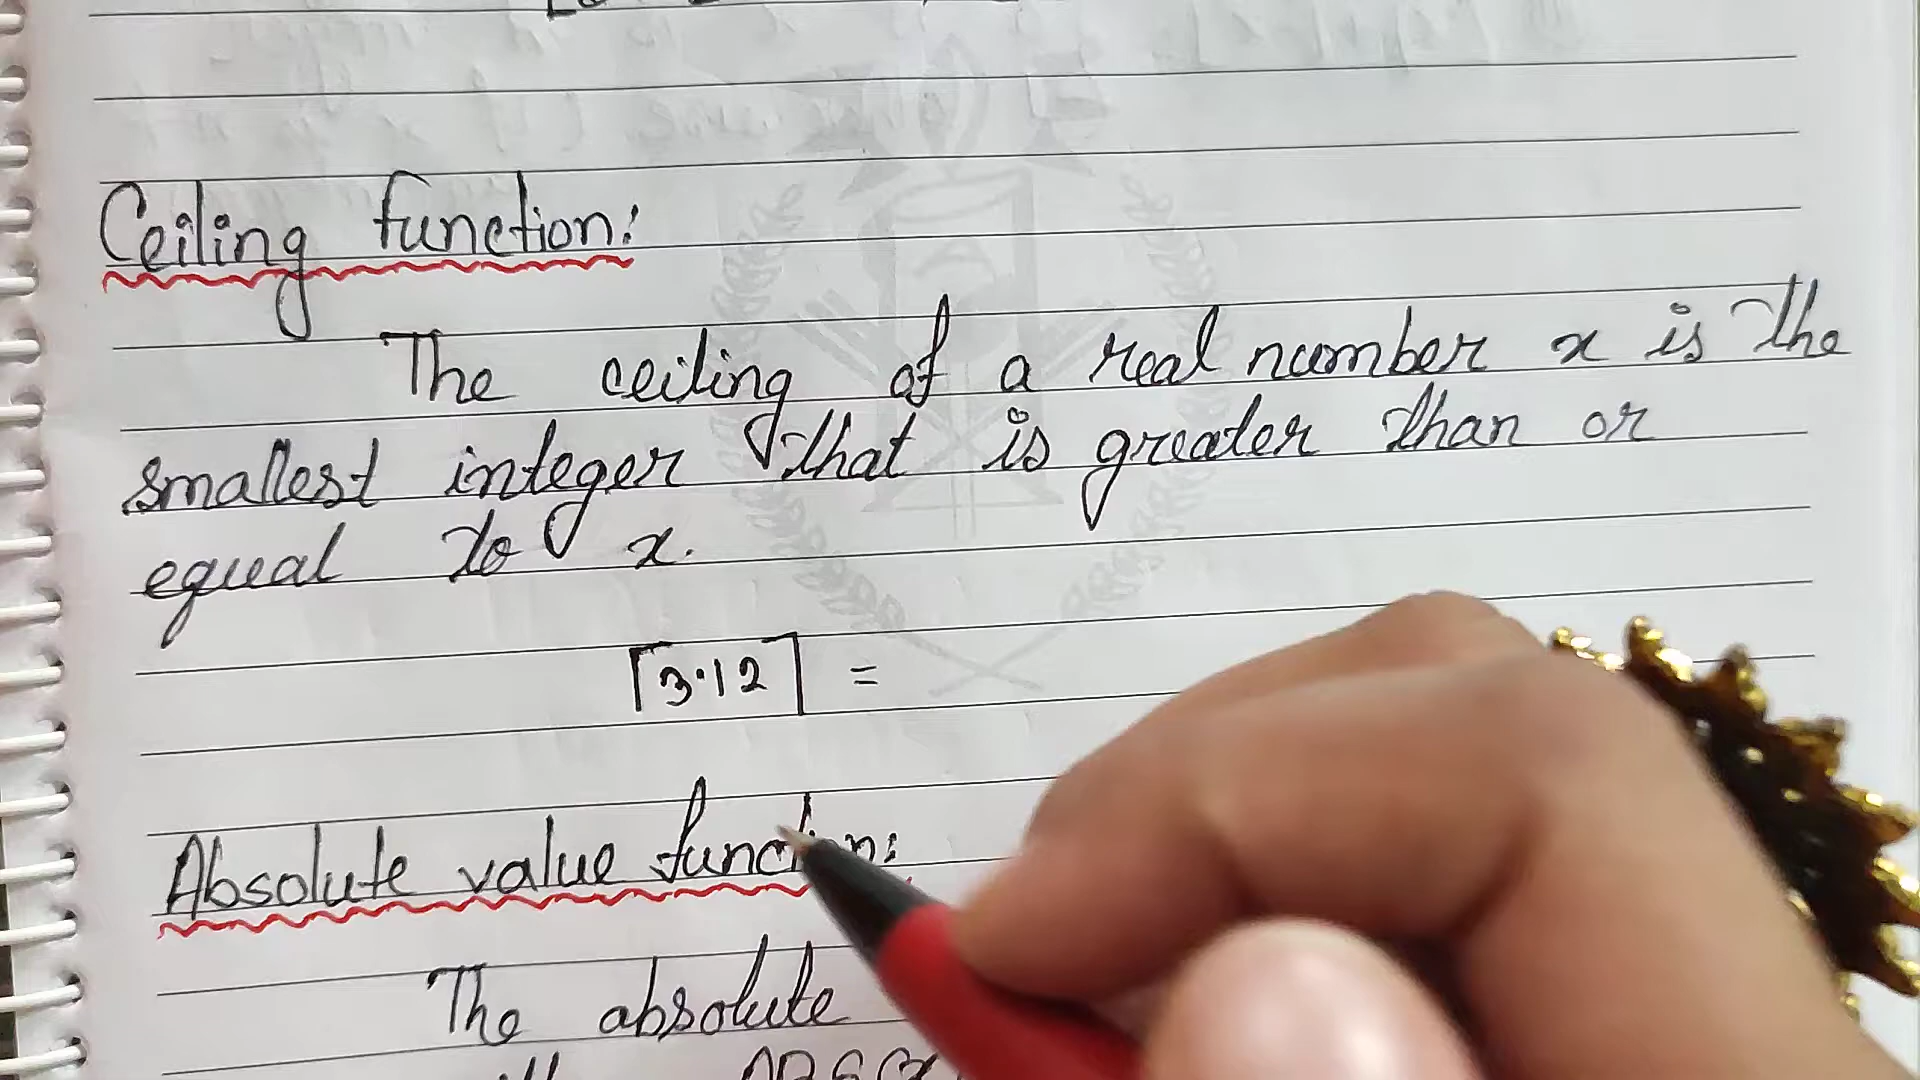 Ceiling function:
The ceiling of a real number x is the
smallest integer that is greater than or
equal to x.
⌈3·12⌉ =
Absolute value function:
The absolute